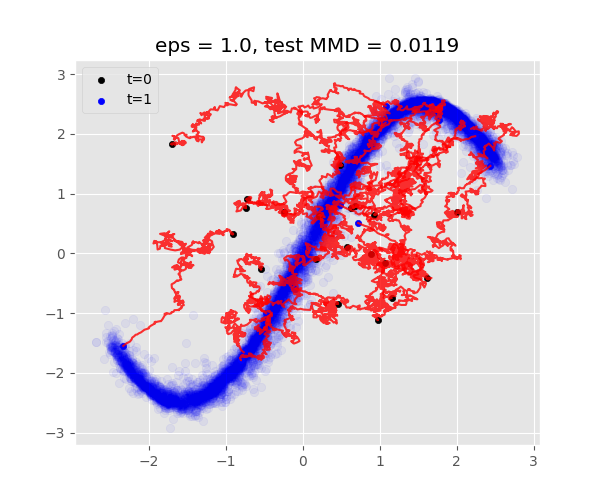 eps = 1.0, test MMD = 0.0119
t=0
t=1
3
2
1
0
−1
−2
−3
−2 −1 0 1 2 3